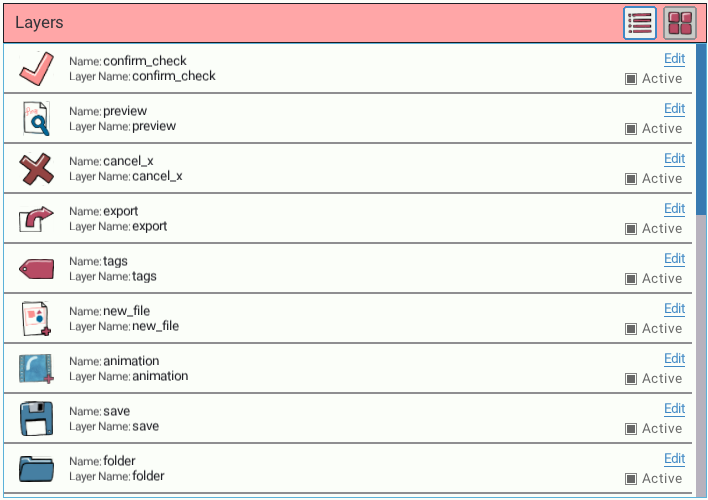 Layers
Name: confirm_check
Layer Name: confirm_check
Edit
Active
Name: preview
Layer Name: preview
Edit
Active
Name: cancel_x
Layer Name: cancel_x
Edit
Active
Name: export
Layer Name: export
Edit
Active
Name: tags
Layer Name: tags
Edit
Active
Name: new_file
Layer Name: new_file
Edit
Active
Name: animation
Layer Name: animation
Edit
Active
Name: save
Layer Name: save
Edit
Active
Name: folder
Layer Name: folder
Edit
Active